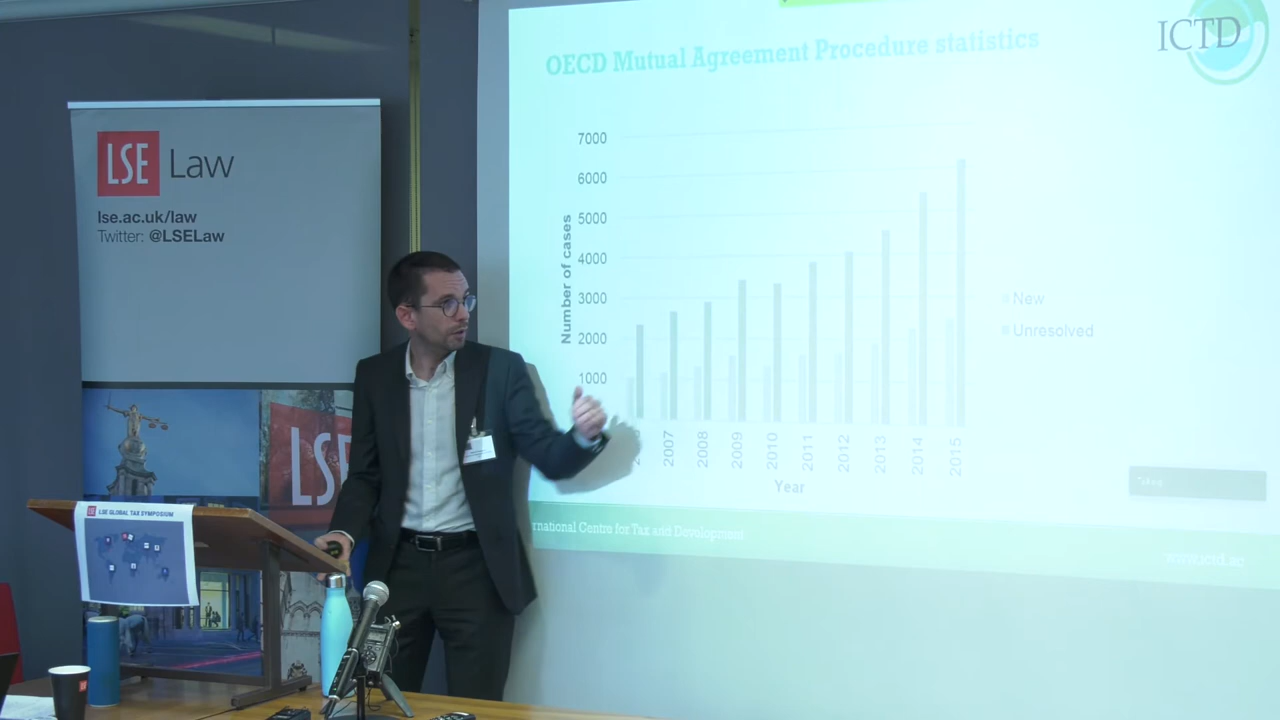 LSE Law
lse.ac.uk/law
Twitter: @LSELaw
LSE
LSE GLOBAL TAX SYMPOSIUM
OECD Mutual Agreement Procedure statistics
ICTD
7000
6000
5000
4000
3000
2000
1000
Number of cases
2007
2008
2009
2010
2011
2012
2013
2014
2015
Year
New
Unresolved
rnational Centre for Tax and Development
www.ictd.ac